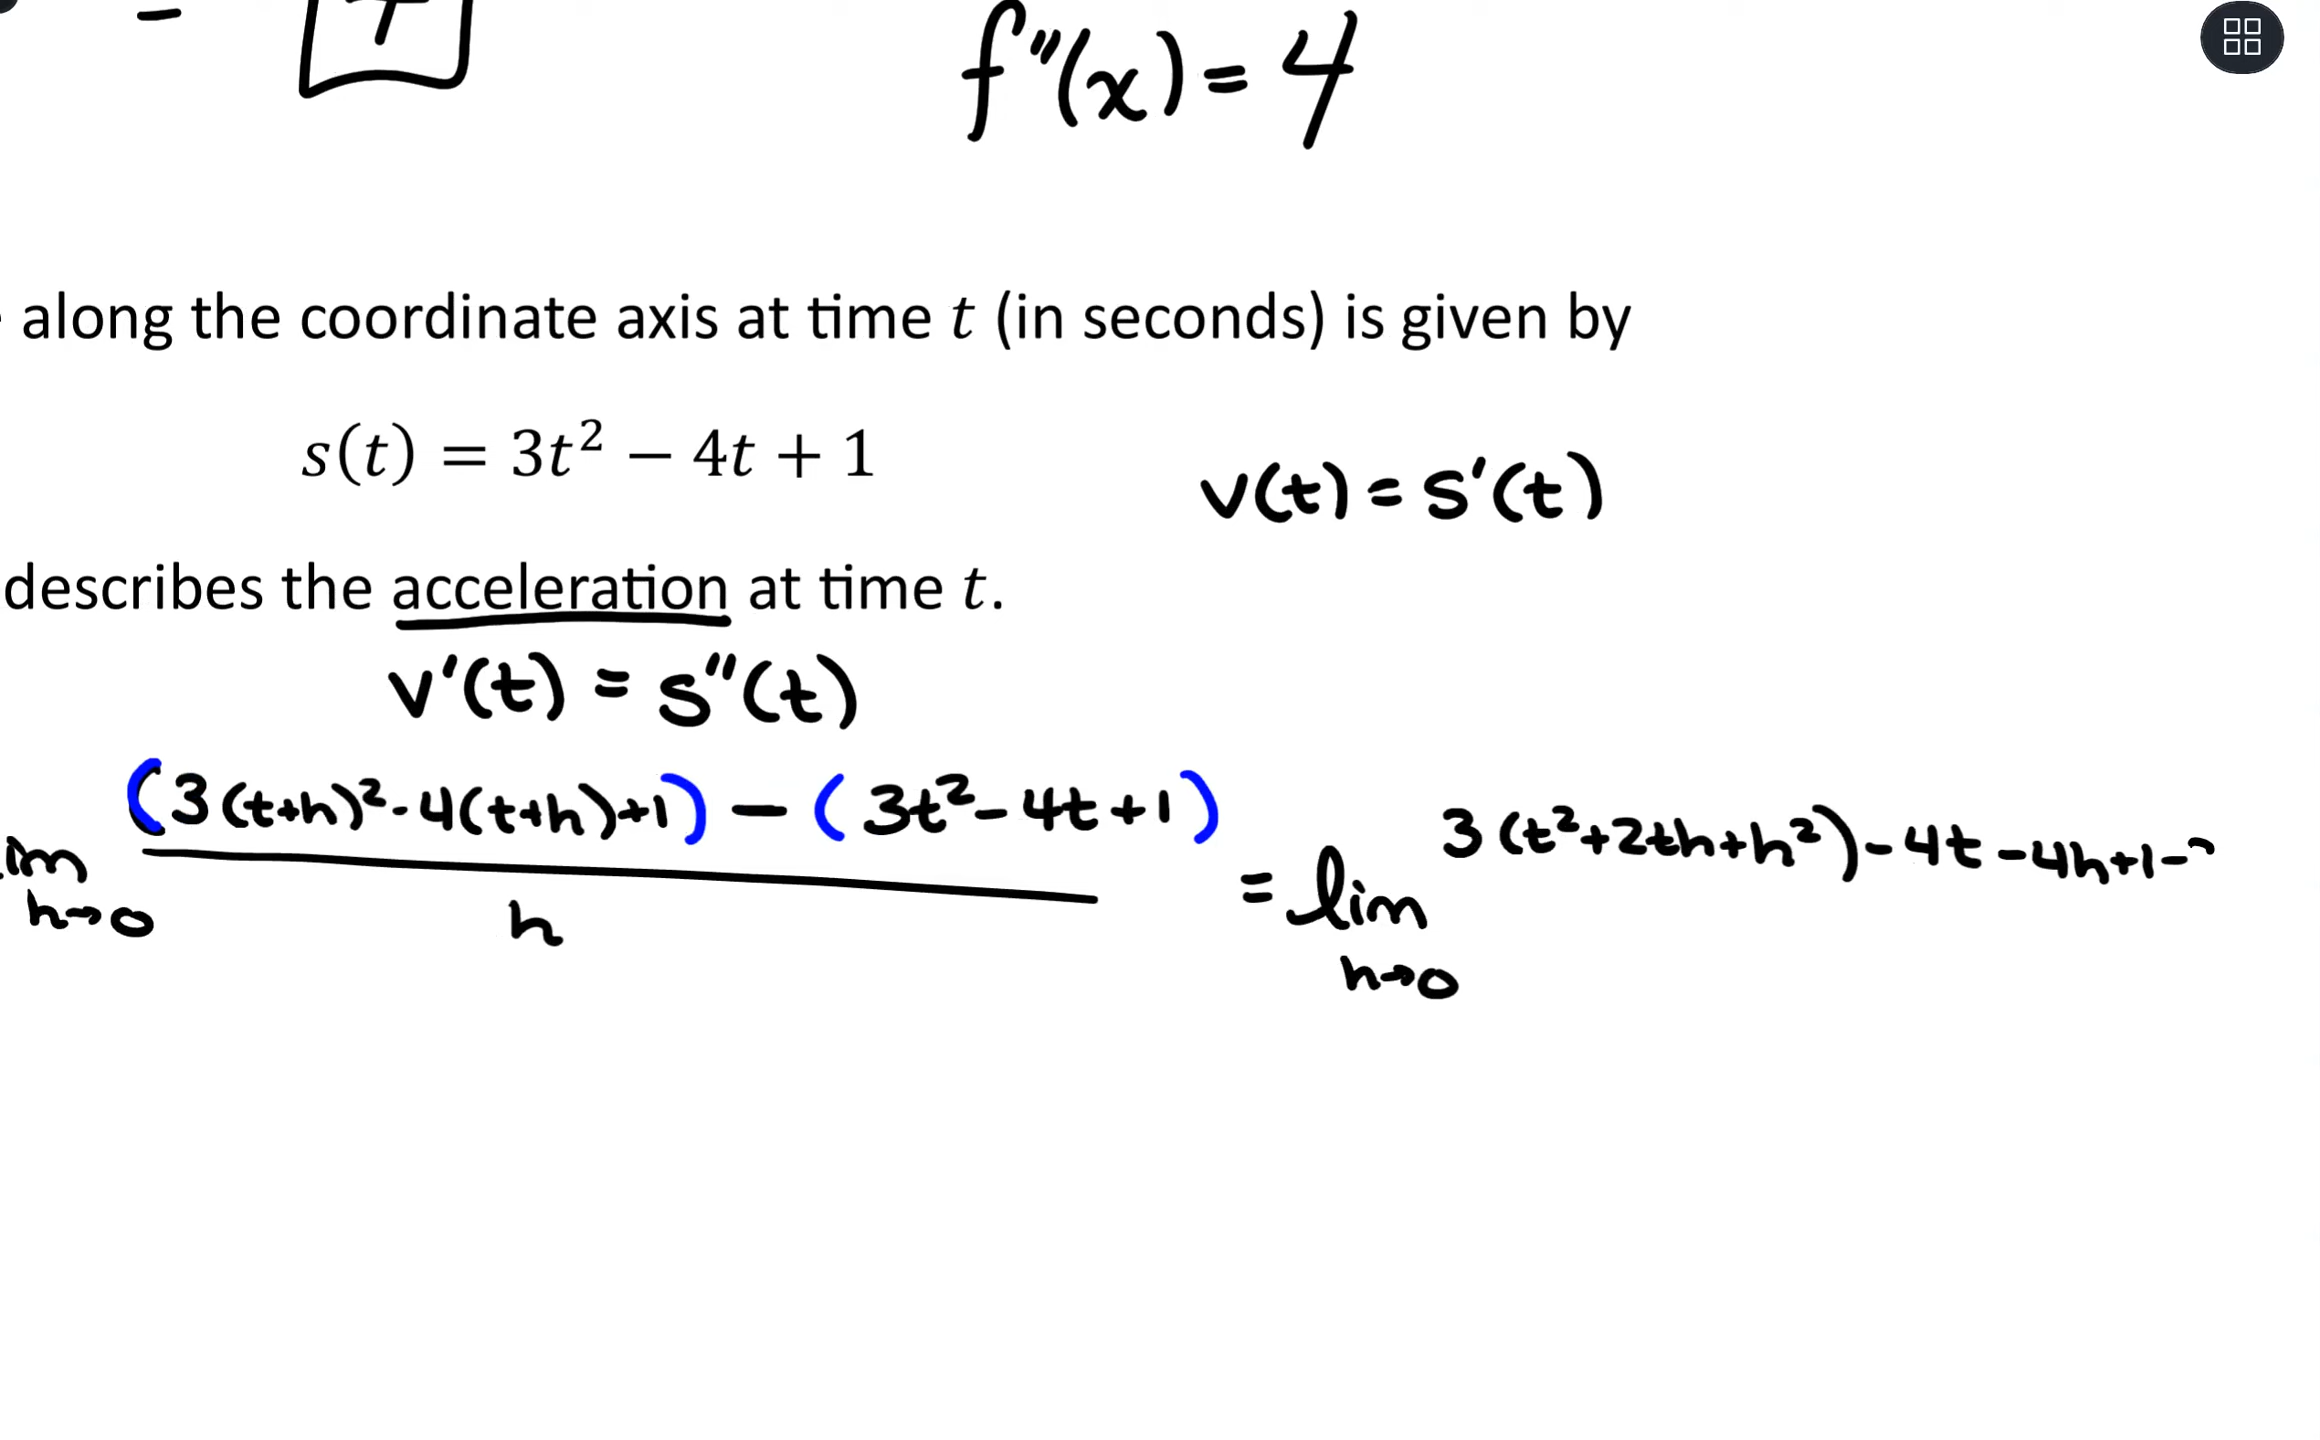 f''(x) = 4
along the coordinate axis at time t (in seconds) is given by
s(t) = 3t² − 4t + 1
v(t) = s'(t)
describes the acceleration at time t.
v'(t) = s''(t)
(3(t+h)² - 4(t+h)+1) − (3t² − 4t + 1)
h
h→0
= lim
h→0
3(t²+2th+h²) - 4t - 4h + 1 -